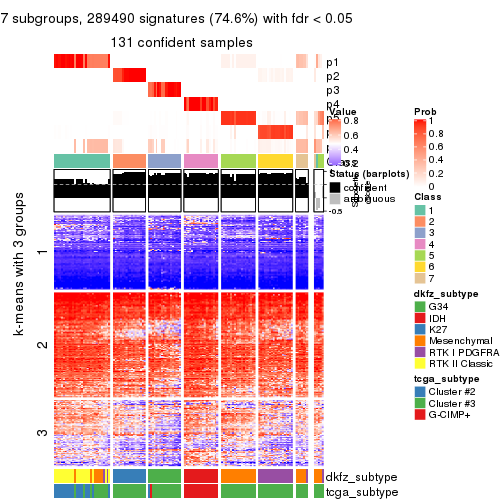 7 subgroups, 289490 signatures (74.6%) with fdr < 0.05
131 confident samples
p1
p2
p3
p4
Value
0.8
0.6
0.4
0.2
Class
Status (barplots)
confident
ambiguous
-0.5
k-means with 3 groups
1
2
3
Prob
1
0.8
0.6
0.4
0.2
0
Class
1
2
3
4
5
6
7
dkfz_subtype
G34
IDH
K27
Mesenchymal
RTK I PDGFRA
RTK II Classic
tcga_subtype
Cluster #2
Cluster #3
G-CIMP+
dkfz_subtype
tcga_subtype